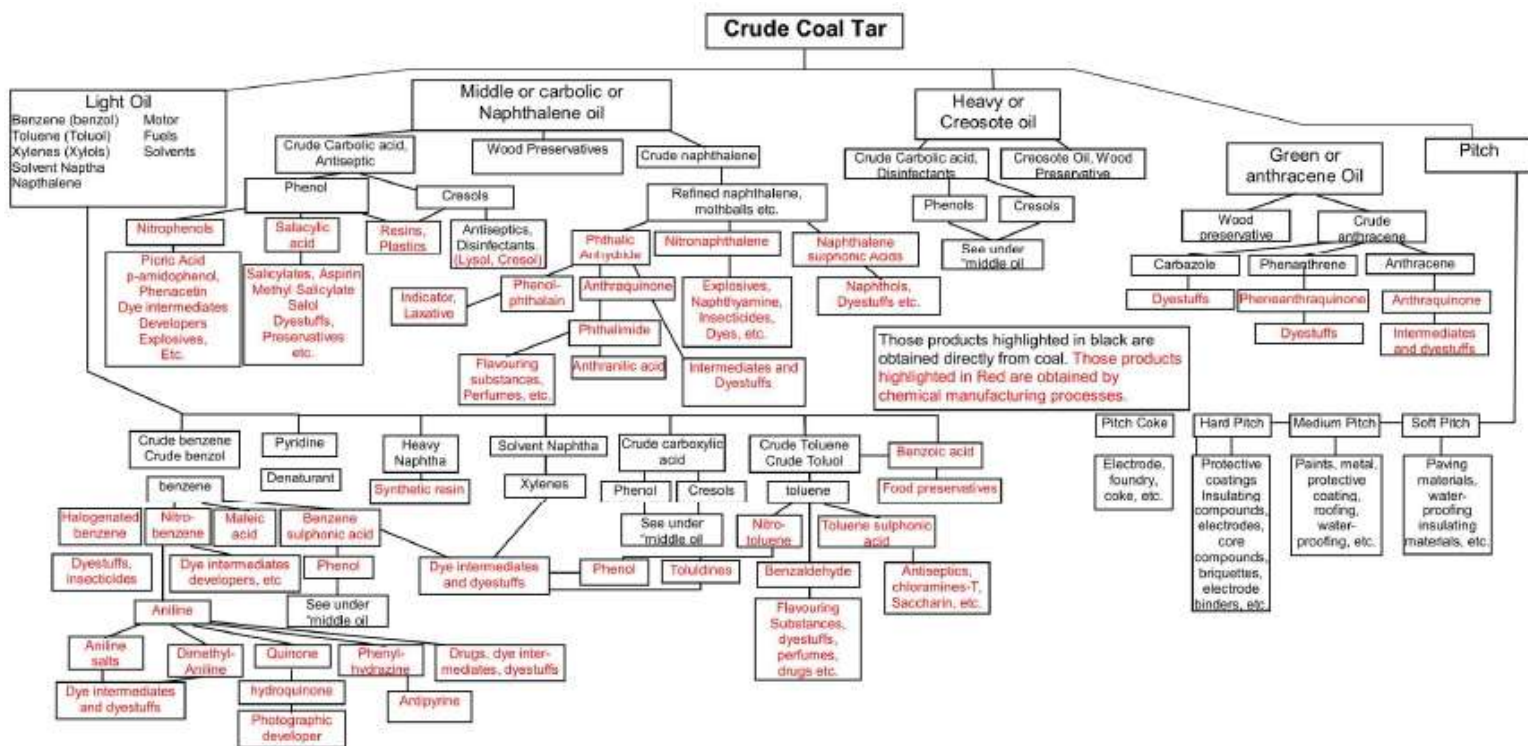 Crude Coal Tar
Light Oil
Benzene (benzol) Motor
Toluene (Toluol) Fuels
Xylenes (Xylols) Solvents
Solvent Naptha
Napthalene
Middle or carbolic or
Naphthalene oil
Heavy or
Creosote oil
Green or
anthracene Oil
Pitch
Crude Carbolic acid,
Antiseptic
Wood Preservatives
Crude naphthalene
Crude Carbolic acid,
Disinfectants
Creosote Oil, Wood
Preservative
Phenol
Cresols
Refined naphthalene,
mothballs etc.
Phenols
Cresols
Wood
preservative
Crude
anthracene
Nitrophenols
Salacylic
acid
Resins,
Plastics
Antiseptics,
Disinfectants
(Lysol, Cresol)
Phthalic
Anhydride
Nitronaphthalene
Naphthalene
sulphonic Acids
See under
"middle oil
Carbazole
Phenanthrene
Anthracene
Picric Acid
p-amidophenol,
Phenacetin
Dye intermediates
Developers
Explosives,
Etc.
Salicylates, Aspirin
Methyl Salicylate
Salol
Dyestuffs,
Preservatives
etc.
Indicator,
Laxative
Phenol-
phthalain
Anthraquinone
Explosives,
Naphthyamine,
Insecticides,
Dyes, etc.
Naphthols,
Dyestuffs etc.
Dyestuffs
Pheneanthraquinone
Anthraquinone
Phthalimide
Dyestuffs
Intermediates
and dyestuffs
Flavouring
substances,
Perfumes, etc.
Anthranilic acid
Intermediates and
Dyestuffs
Those products highlighted in black are
obtained directly from coal. Those products
highlighted in Red are obtained by
chemical manufacturing processes.
Crude benzene
Crude benzol
Pyridine
Heavy
Naphtha
Solvent Naphtha
Crude carboxylic
acid
Crude Toluene
Crude Toluol
Benzoic acid
Pitch Coke
Hard Pitch
Medium Pitch
Soft Pitch
Denaturant
Synthetic resin
Xylenes
Phenol
Cresols
toluene
Food preservatives
Electrode,
foundry,
coke, etc.
Protective
coatings
Insulating
compounds,
electrodes,
core
compounds,
briquettes,
electrode
binders, etc
Paints, metal,
protective
coating,
roofing,
water-
proofing, etc.
Paving
materials,
water-
proofing
insulating
materials, etc.
benzene
Halogenated
benzene
Nitro-
benzene
Maleic
acid
Benzene
sulphonic acid
See under
"middle oil
Nitro-
toluene
Toluene sulphonic
acid
Dyestuffs,
insecticides
Dye intermediates
developers, etc
Phenol
Dye intermediates
and dyestuffs
Phenol
Toluidines
Benzaldehyde
Antiseptics,
chloramines-T,
Saccharin, etc.
Aniline
See under
"middle oil
Flavouring
Substances,
dyestuffs,
perfumes,
drugs etc.
Aniline
salts
Dimethyl-
Aniline
Quinone
Phenyl-
hydrazine
Drugs, dye inter-
mediates, dyestuffs
Dye intermediates
and dyestuffs
hydroquinone
Antipyrine
Photographic
developer